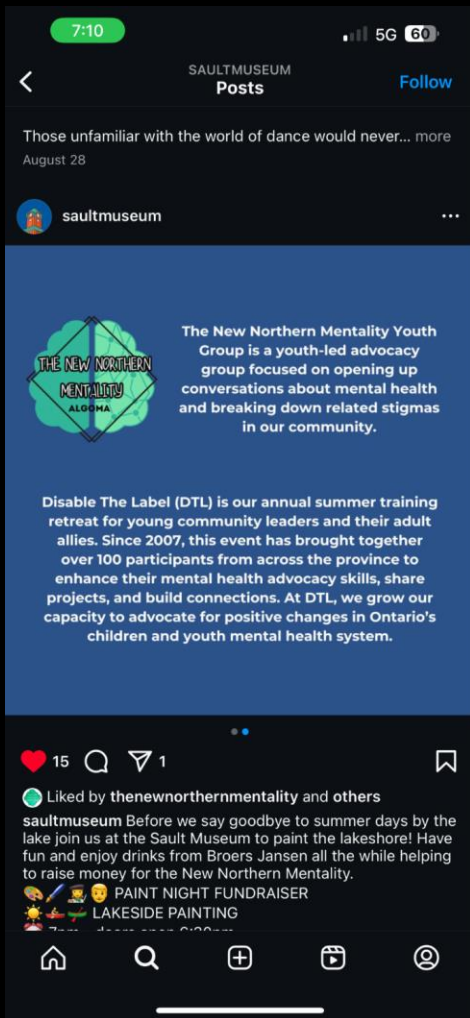 7:10
5G 60
SAULTMUSEUM
Posts
Follow
Those unfamiliar with the world of dance would never... more
August 28
saultmuseum
THE NEW NORTHERN
MENTALITY
ALGOMA
The New Northern Mentality Youth
Group is a youth-led advocacy
group focused on opening up
conversations about mental health
and breaking down related stigmas
in our community.
Disable The Label (DTL) is our annual summer training
retreat for young community leaders and their adult
allies. Since 2007, this event has brought together
over 100 participants from across the province to
enhance their mental health advocacy skills, share
projects, and build connections. At DTL, we grow our
capacity to advocate for positive changes in Ontario's
children and youth mental health system.
15
1
Liked by thenewnorthernmentality and others
saultmuseum Before we say goodbye to summer days by the
lake join us at the Sault Museum to paint the lakeshore! Have
fun and enjoy drinks from Broers Jansen all the while helping
to raise money for the New Northern Mentality.
🎨🖌️👩‍🎨👨 PAINT NIGHT FUNDRAISER
☀️🚣🛶 LAKESIDE PAINTING